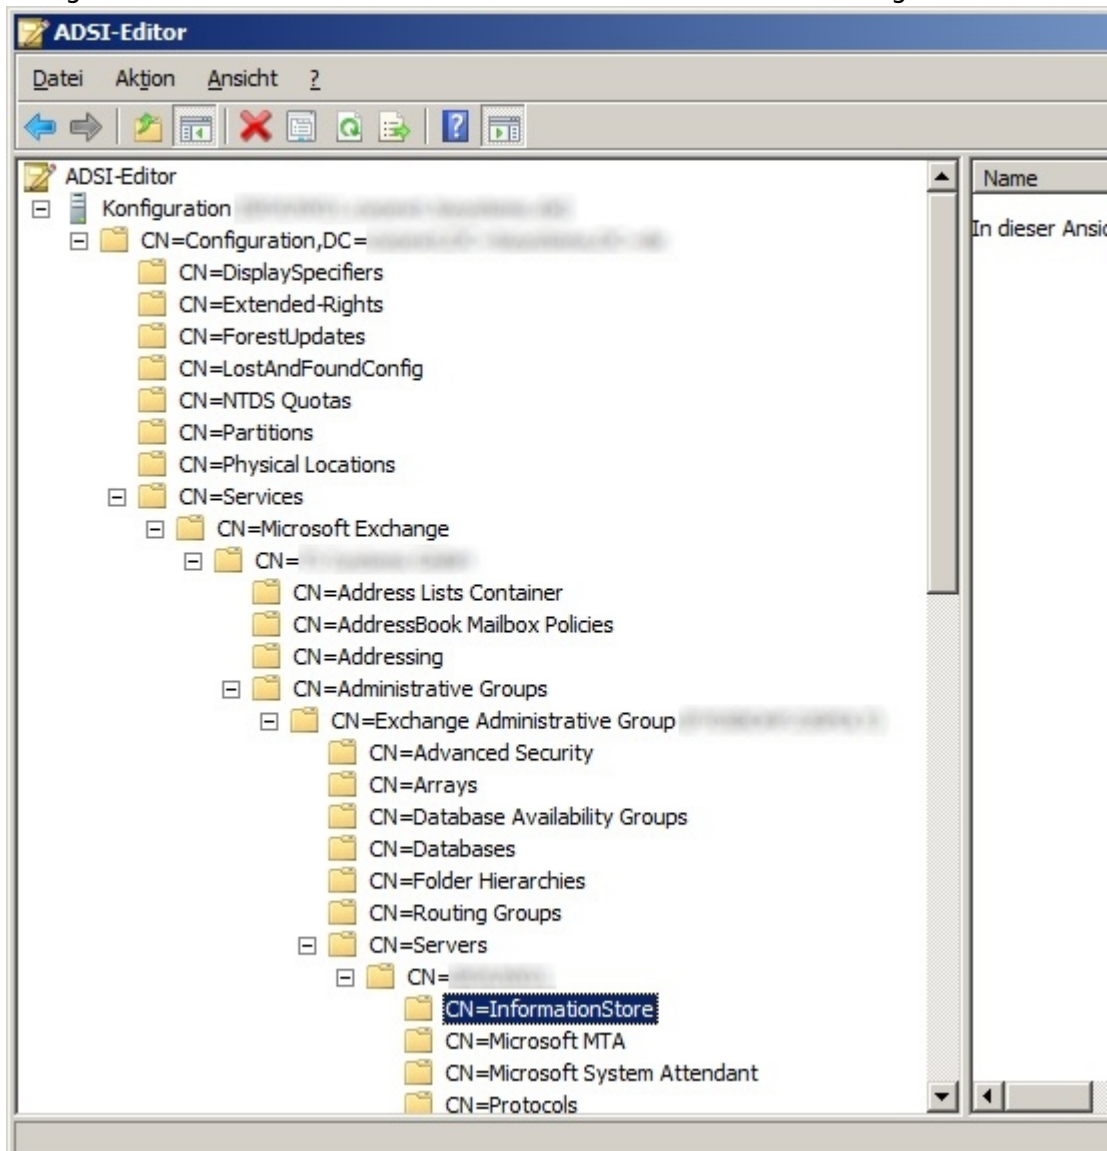 ADSI-Editor
Datei Aktion Ansicht ?
ADSI-Editor
Name
Konfiguration
In dieser Ansic
CN=Configuration,DC=
CN=DisplaySpecifiers
CN=Extended-Rights
CN=ForestUpdates
CN=LostAndFoundConfig
CN=NTDS Quotas
CN=Partitions
CN=Physical Locations
CN=Services
CN=Microsoft Exchange
CN=
CN=Address Lists Container
CN=AddressBook Mailbox Policies
CN=Addressing
CN=Administrative Groups
CN=Exchange Administrative Group
CN=Advanced Security
CN=Arrays
CN=Database Availability Groups
CN=Databases
CN=Folder Hierarchies
CN=Routing Groups
CN=Servers
CN=
CN=InformationStore
CN=Microsoft MTA
CN=Microsoft System Attendant
CN=Protocols